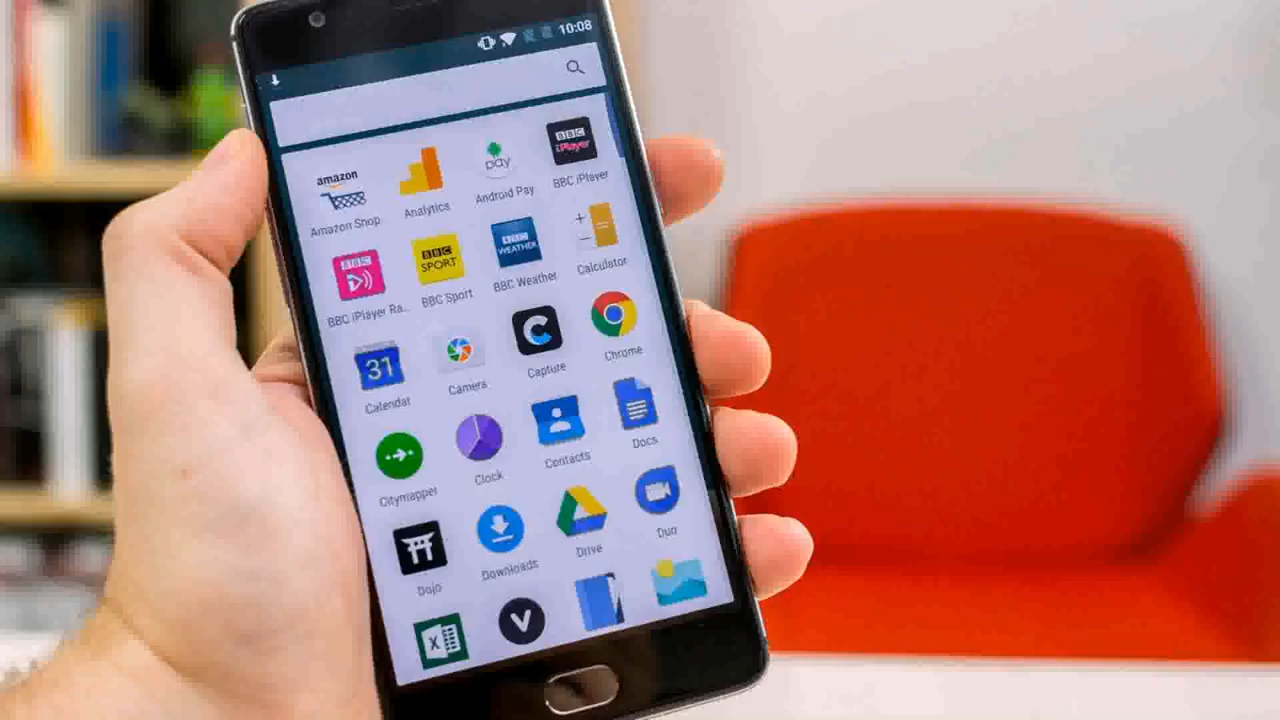 10:08
amazon
pay
BBC
iPlayer
Amazon Shop
Analytics
Android Pay
BBC iPlayer
BBC
BBC
SPORT
BBC
WEATHER
+
−
=
BBC iPlayer Ra...
BBC Sport
BBC Weather
Calculator
31
C
Calendar
Camera
Capture
Chrome
Citymapper
Clock
Contacts
Docs
Dojo
Downloads
Drive
Duo
X
V